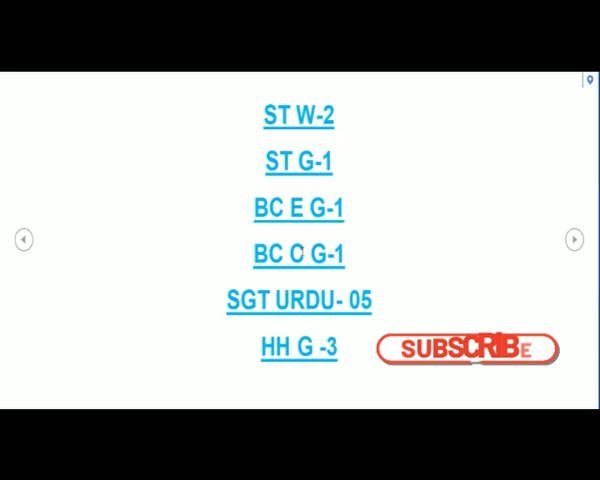 ST W-2
ST G-1
BC E G-1
BC C G-1
SGT URDU- 05
HH G -3
SUBSCRIBE